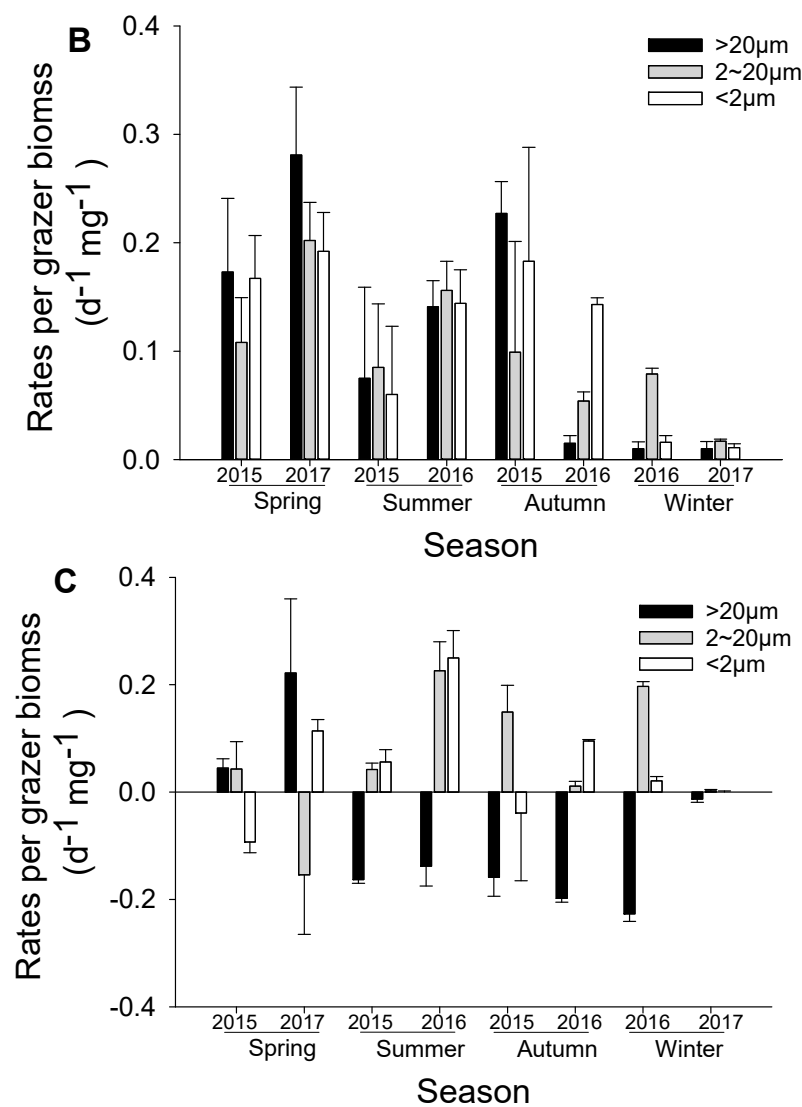 B
0.4
0.3
0.2
0.1
0.0
Rates per grazer biomss
(d-1 mg-1 )
>20µm
2~20µm
<2µm
2015 2017 2015 2016 2015 2016 2016 2017
Spring Summer Autumn Winter
Season
C
0.4
0.2
0.0
-0.2
-0.4
Rates per grazer biomss
(d-1 mg-1 )
>20µm
2~20µm
<2µm
2015 2017 2015 2016 2015 2016 2016 2017
Spring Summer Autumn Winter
Season